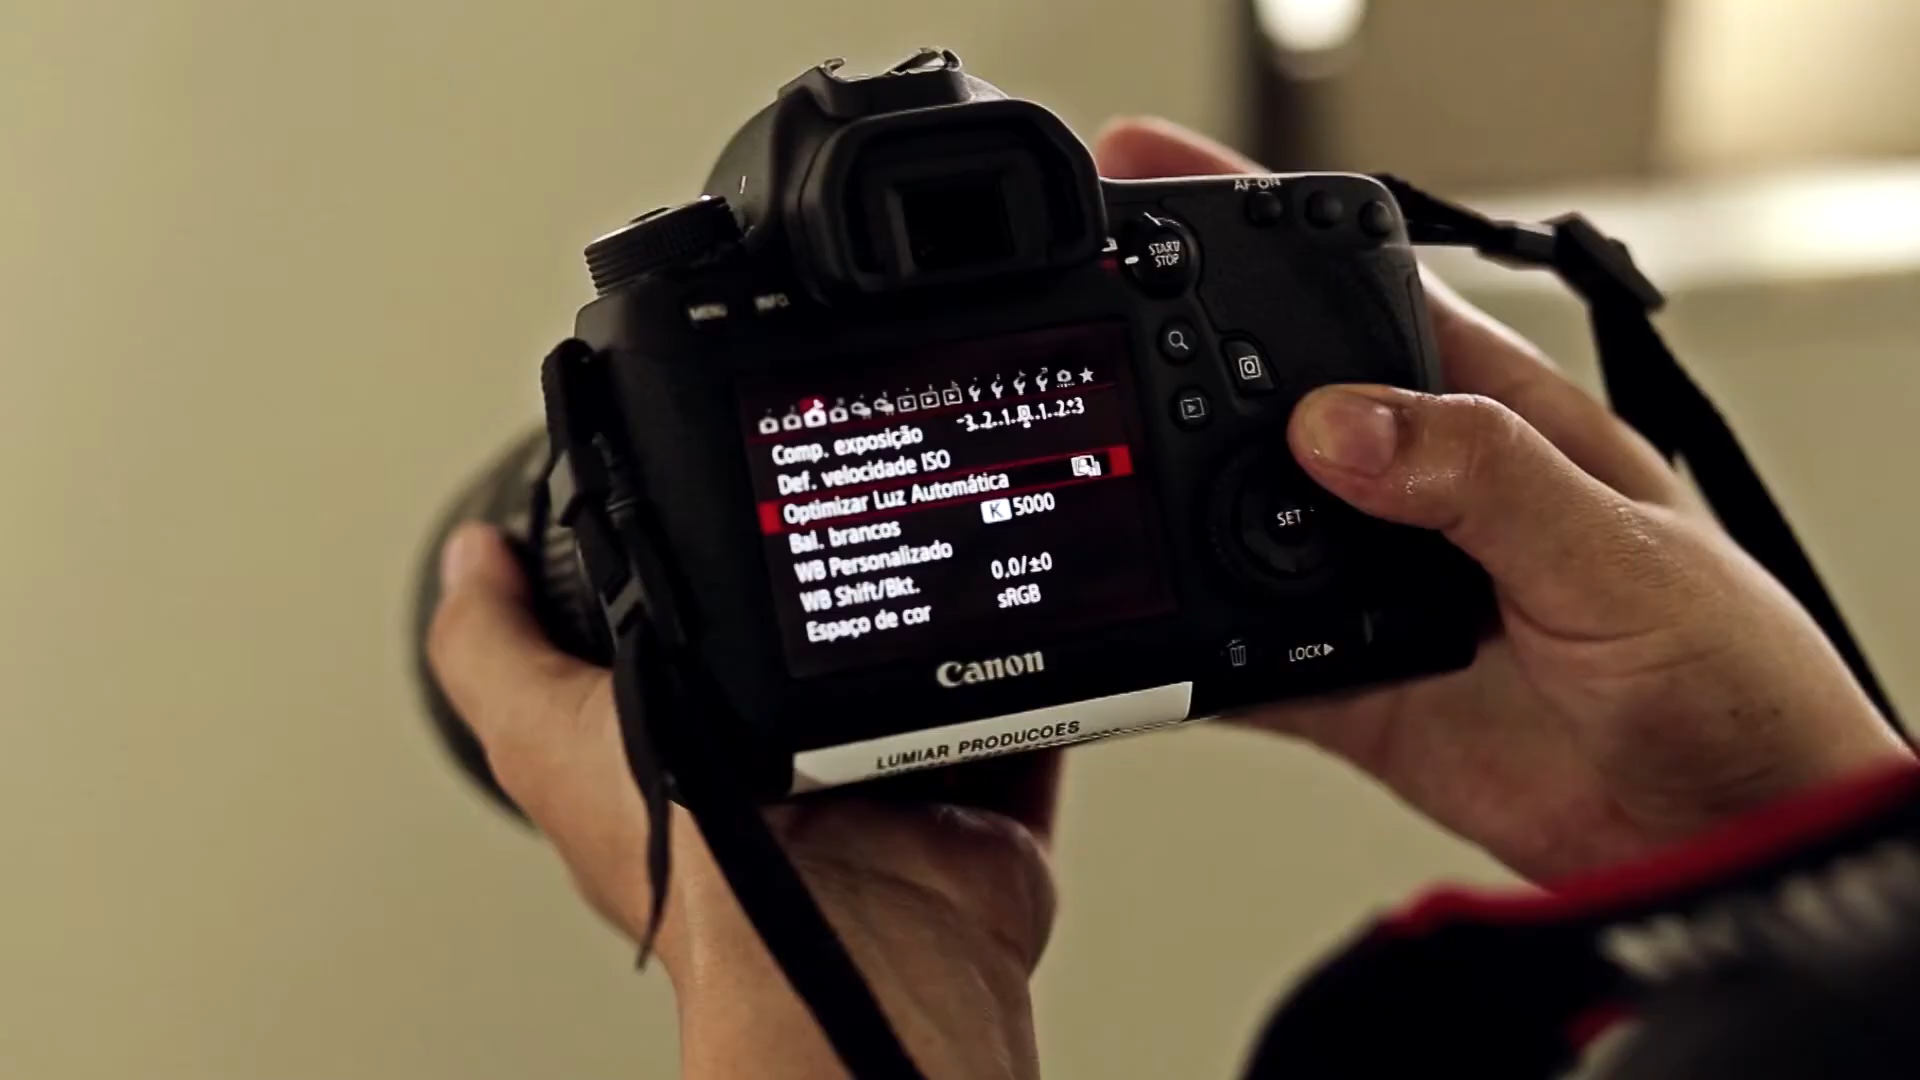 AF-ON
START/
STOP
MENU INFO.
Q
-3..2..1..0..1..2..+3
Comp. exposição
Def. velocidade ISO
Optimizar Luz Automática
Bal. brancos K 5000
WB Personalizado
WB Shift/Bkt. 0,0/±0
Espaço de cor sRGB
SET
LOCK▶
Canon
LUMIAR PRODUCOES